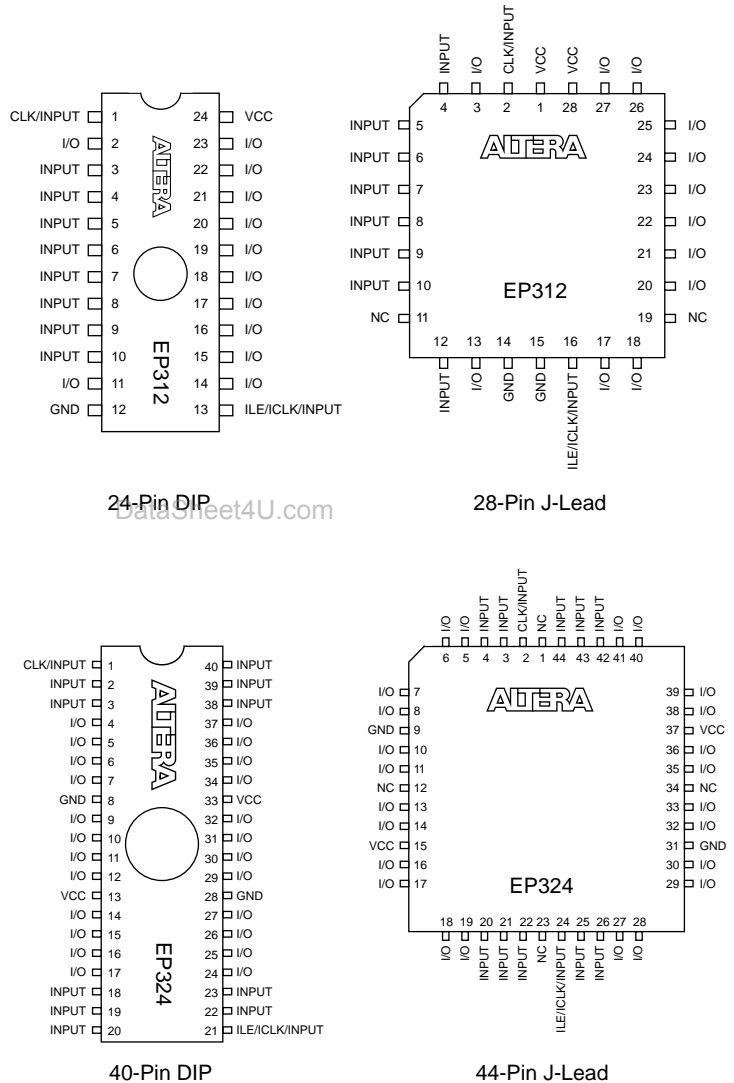 INPUT
I/O
CLK/INPUT
VCC
VCC
I/O
I/O
4 3 2 1 28 27 26
CLK/INPUT 1 24 VCC
I/O 2 23 I/O
INPUT 3 22 I/O
INPUT 4 21 I/O
INPUT 5 20 I/O
INPUT 6 19 I/O
INPUT 7 18 I/O
INPUT 8 17 I/O
INPUT 9 16 I/O
INPUT 10 15 I/O
I/O 11 14 I/O
GND 12 13 ILE/ICLK/INPUT
ALTERA
EP312
24-Pin DIP
INPUT 5 25 I/O
INPUT 6 24 I/O
INPUT 7 23 I/O
INPUT 8 22 I/O
INPUT 9 21 I/O
INPUT 10 20 I/O
NC 11 19 NC
ALTERA
EP312
12 13 14 15 16 17 18
INPUT
I/O
GND
GND
ILE/ICLK/INPUT
I/O
I/O
28-Pin J-Lead
DataSheet4U.com
CLK/INPUT 1 40 INPUT
INPUT 2 39 INPUT
INPUT 3 38 INPUT
I/O 4 37 I/O
I/O 5 36 I/O
I/O 6 35 I/O
I/O 7 34 I/O
GND 8 33 VCC
I/O 9 32 I/O
I/O 10 31 I/O
I/O 11 30 I/O
I/O 12 29 I/O
VCC 13 28 GND
I/O 14 27 I/O
I/O 15 26 I/O
I/O 16 25 I/O
I/O 17 24 I/O
INPUT 18 23 INPUT
INPUT 19 22 INPUT
INPUT 20 21 ILE/ICLK/INPUT
ALTERA
EP324
40-Pin DIP
I/O
I/O
INPUT
INPUT
CLK/INPUT
NC
INPUT
INPUT
INPUT
I/O
I/O
6 5 4 3 2 1 44 43 42 41 40
I/O 7 39 I/O
I/O 8 38 I/O
GND 9 37 VCC
I/O 10 36 I/O
I/O 11 35 I/O
NC 12 34 NC
I/O 13 33 I/O
I/O 14 32 I/O
VCC 15 31 GND
I/O 16 30 I/O
I/O 17 29 I/O
ALTERA
EP324
18 19 20 21 22 23 24 25 26 27 28
I/O
I/O
INPUT
INPUT
INPUT
NC
ILE/ICLK/INPUT
INPUT
INPUT
I/O
I/O
44-Pin J-Lead